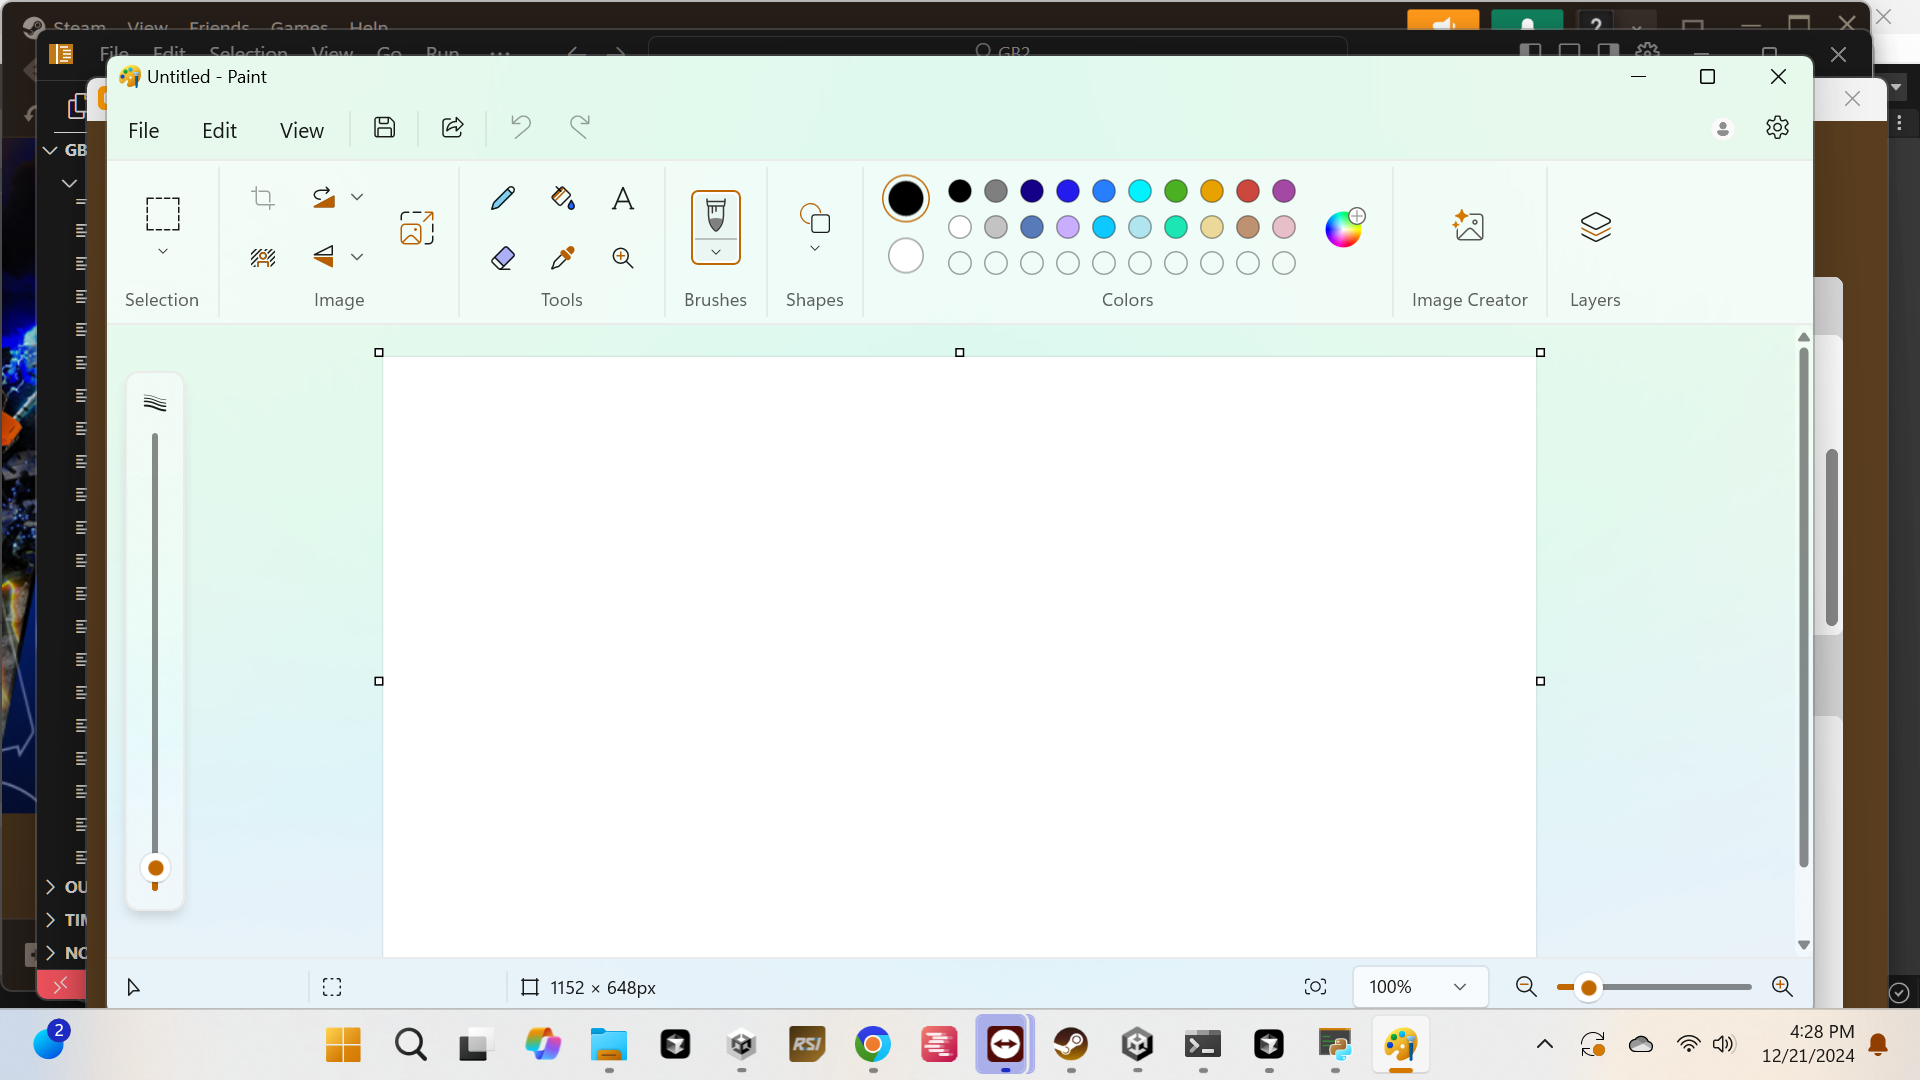 Steam View Friends Games Help
?
File Edit Selection View Go Run ...
GB2
Untitled - Paint
File Edit View
GB
A
Selection Image Tools Brushes Shapes Colors Image Creator Layers
OU
TIM
NO
1152 × 648px
100%
2
RSI
4:28 PM
12/21/2024